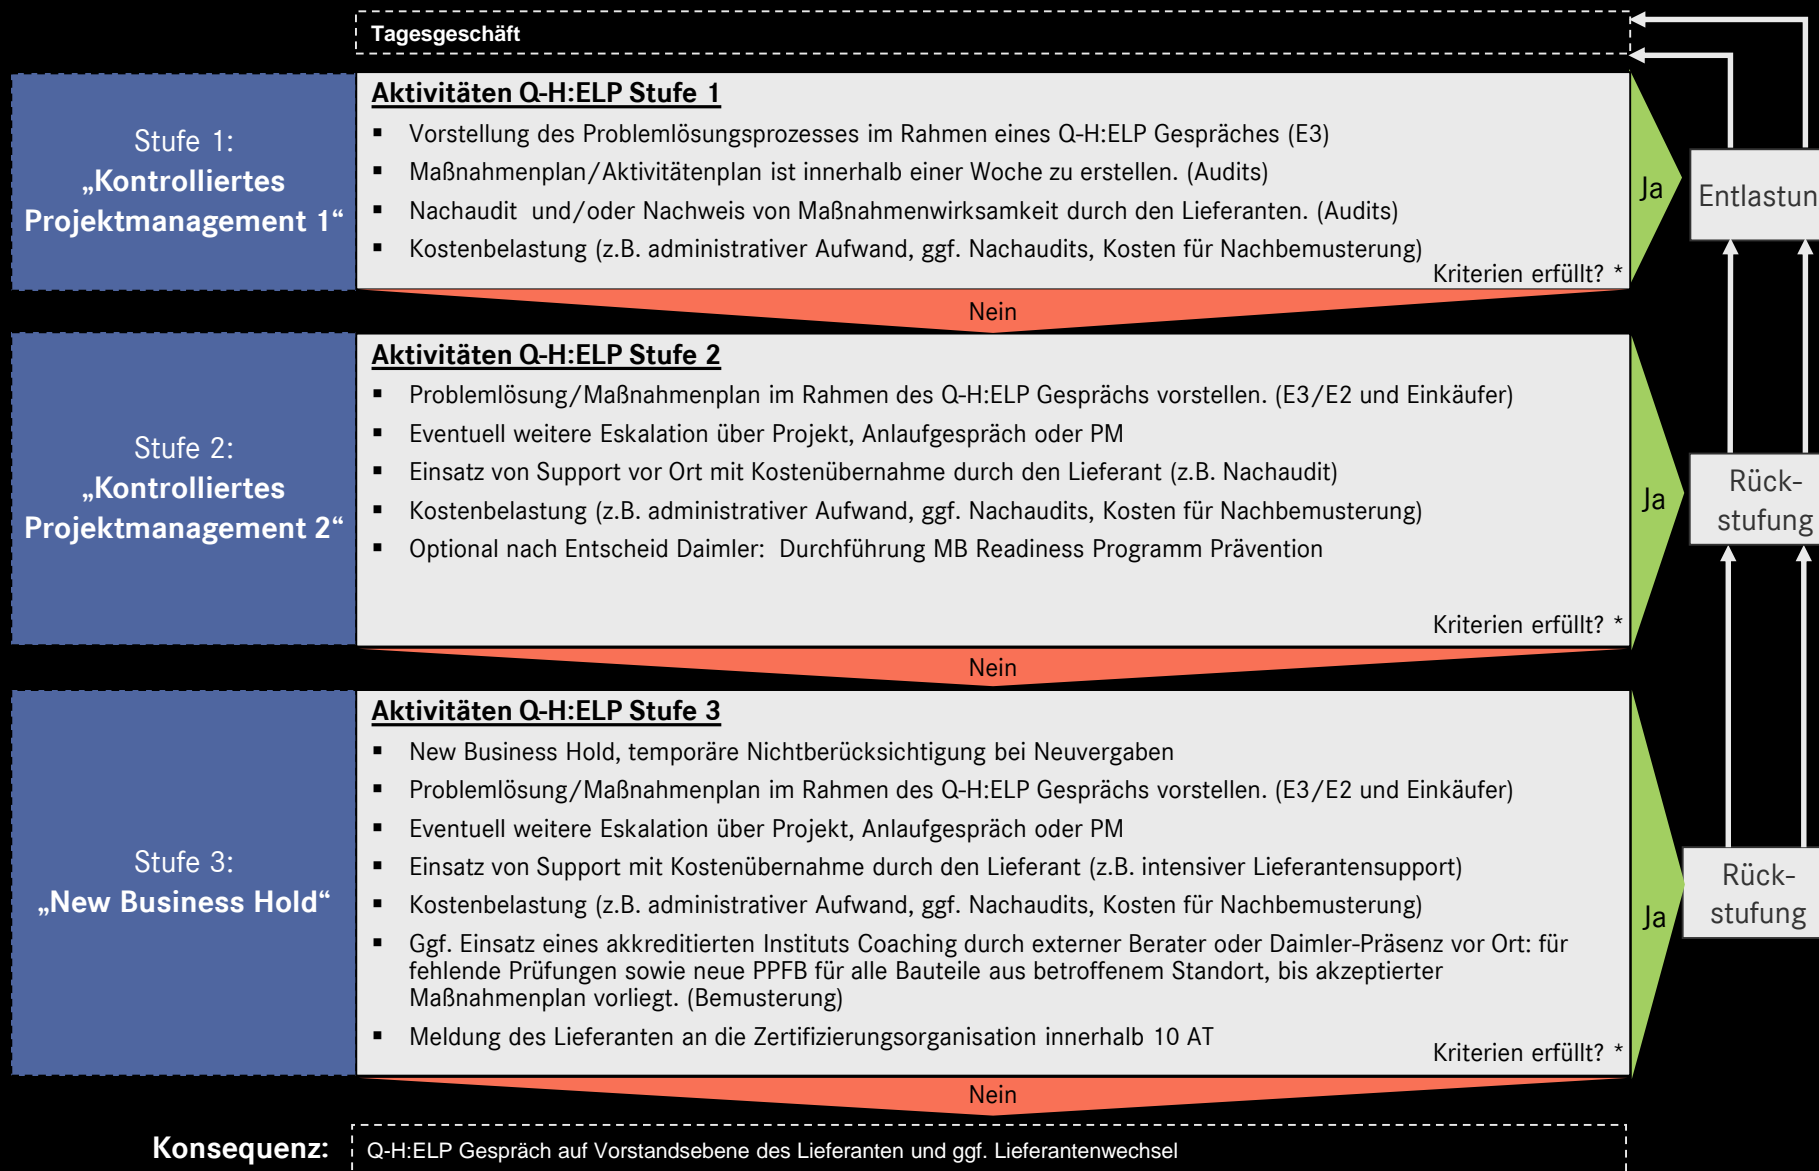 Tagesgeschäft
Stufe 1:
„Kontrolliertes
Projektmanagement 1“
Aktivitäten Q-H:ELP Stufe 1
▪ Vorstellung des Problemlösungsprozesses im Rahmen eines Q-H:ELP Gespräches (E3)
▪ Maßnahmenplan/Aktivitätenplan ist innerhalb einer Woche zu erstellen. (Audits)
▪ Nachaudit und/oder Nachweis von Maßnahmenwirksamkeit durch den Lieferanten. (Audits)
▪ Kostenbelastung (z.B. administrativer Aufwand, ggf. Nachaudits, Kosten für Nachbemusterung)
Kriterien erfüllt? *
Ja
Entlastun
Nein
Stufe 2:
„Kontrolliertes
Projektmanagement 2“
Aktivitäten Q-H:ELP Stufe 2
▪ Problemlösung/Maßnahmenplan im Rahmen des Q-H:ELP Gesprächs vorstellen. (E3/E2 und Einkäufer)
▪ Eventuell weitere Eskalation über Projekt, Anlaufgespräch oder PM
▪ Einsatz von Support vor Ort mit Kostenübernahme durch den Lieferant (z.B. Nachaudit)
▪ Kostenbelastung (z.B. administrativer Aufwand, ggf. Nachaudits, Kosten für Nachbemusterung)
▪ Optional nach Entscheid Daimler: Durchführung MB Readiness Programm Prävention
Kriterien erfüllt? *
Ja
Rück-
stufung
Nein
Stufe 3:
„New Business Hold“
Aktivitäten Q-H:ELP Stufe 3
▪ New Business Hold, temporäre Nichtberücksichtigung bei Neuvergaben
▪ Problemlösung/Maßnahmenplan im Rahmen des Q-H:ELP Gesprächs vorstellen. (E3/E2 und Einkäufer)
▪ Eventuell weitere Eskalation über Projekt, Anlaufgespräch oder PM
▪ Einsatz von Support mit Kostenübernahme durch den Lieferant (z.B. intensiver Lieferantensupport)
▪ Kostenbelastung (z.B. administrativer Aufwand, ggf. Nachaudits, Kosten für Nachbemusterung)
▪ Ggf. Einsatz eines akkreditierten Instituts Coaching durch externer Berater oder Daimler-Präsenz vor Ort: für
fehlende Prüfungen sowie neue PPFB für alle Bauteile aus betroffenem Standort, bis akzeptierter
Maßnahmenplan vorliegt. (Bemusterung)
▪ Meldung des Lieferanten an die Zertifizierungsorganisation innerhalb 10 AT
Kriterien erfüllt? *
Ja
Rück-
stufung
Nein
Konsequenz:
Q-H:ELP Gespräch auf Vorstandsebene des Lieferanten und ggf. Lieferantenwechsel